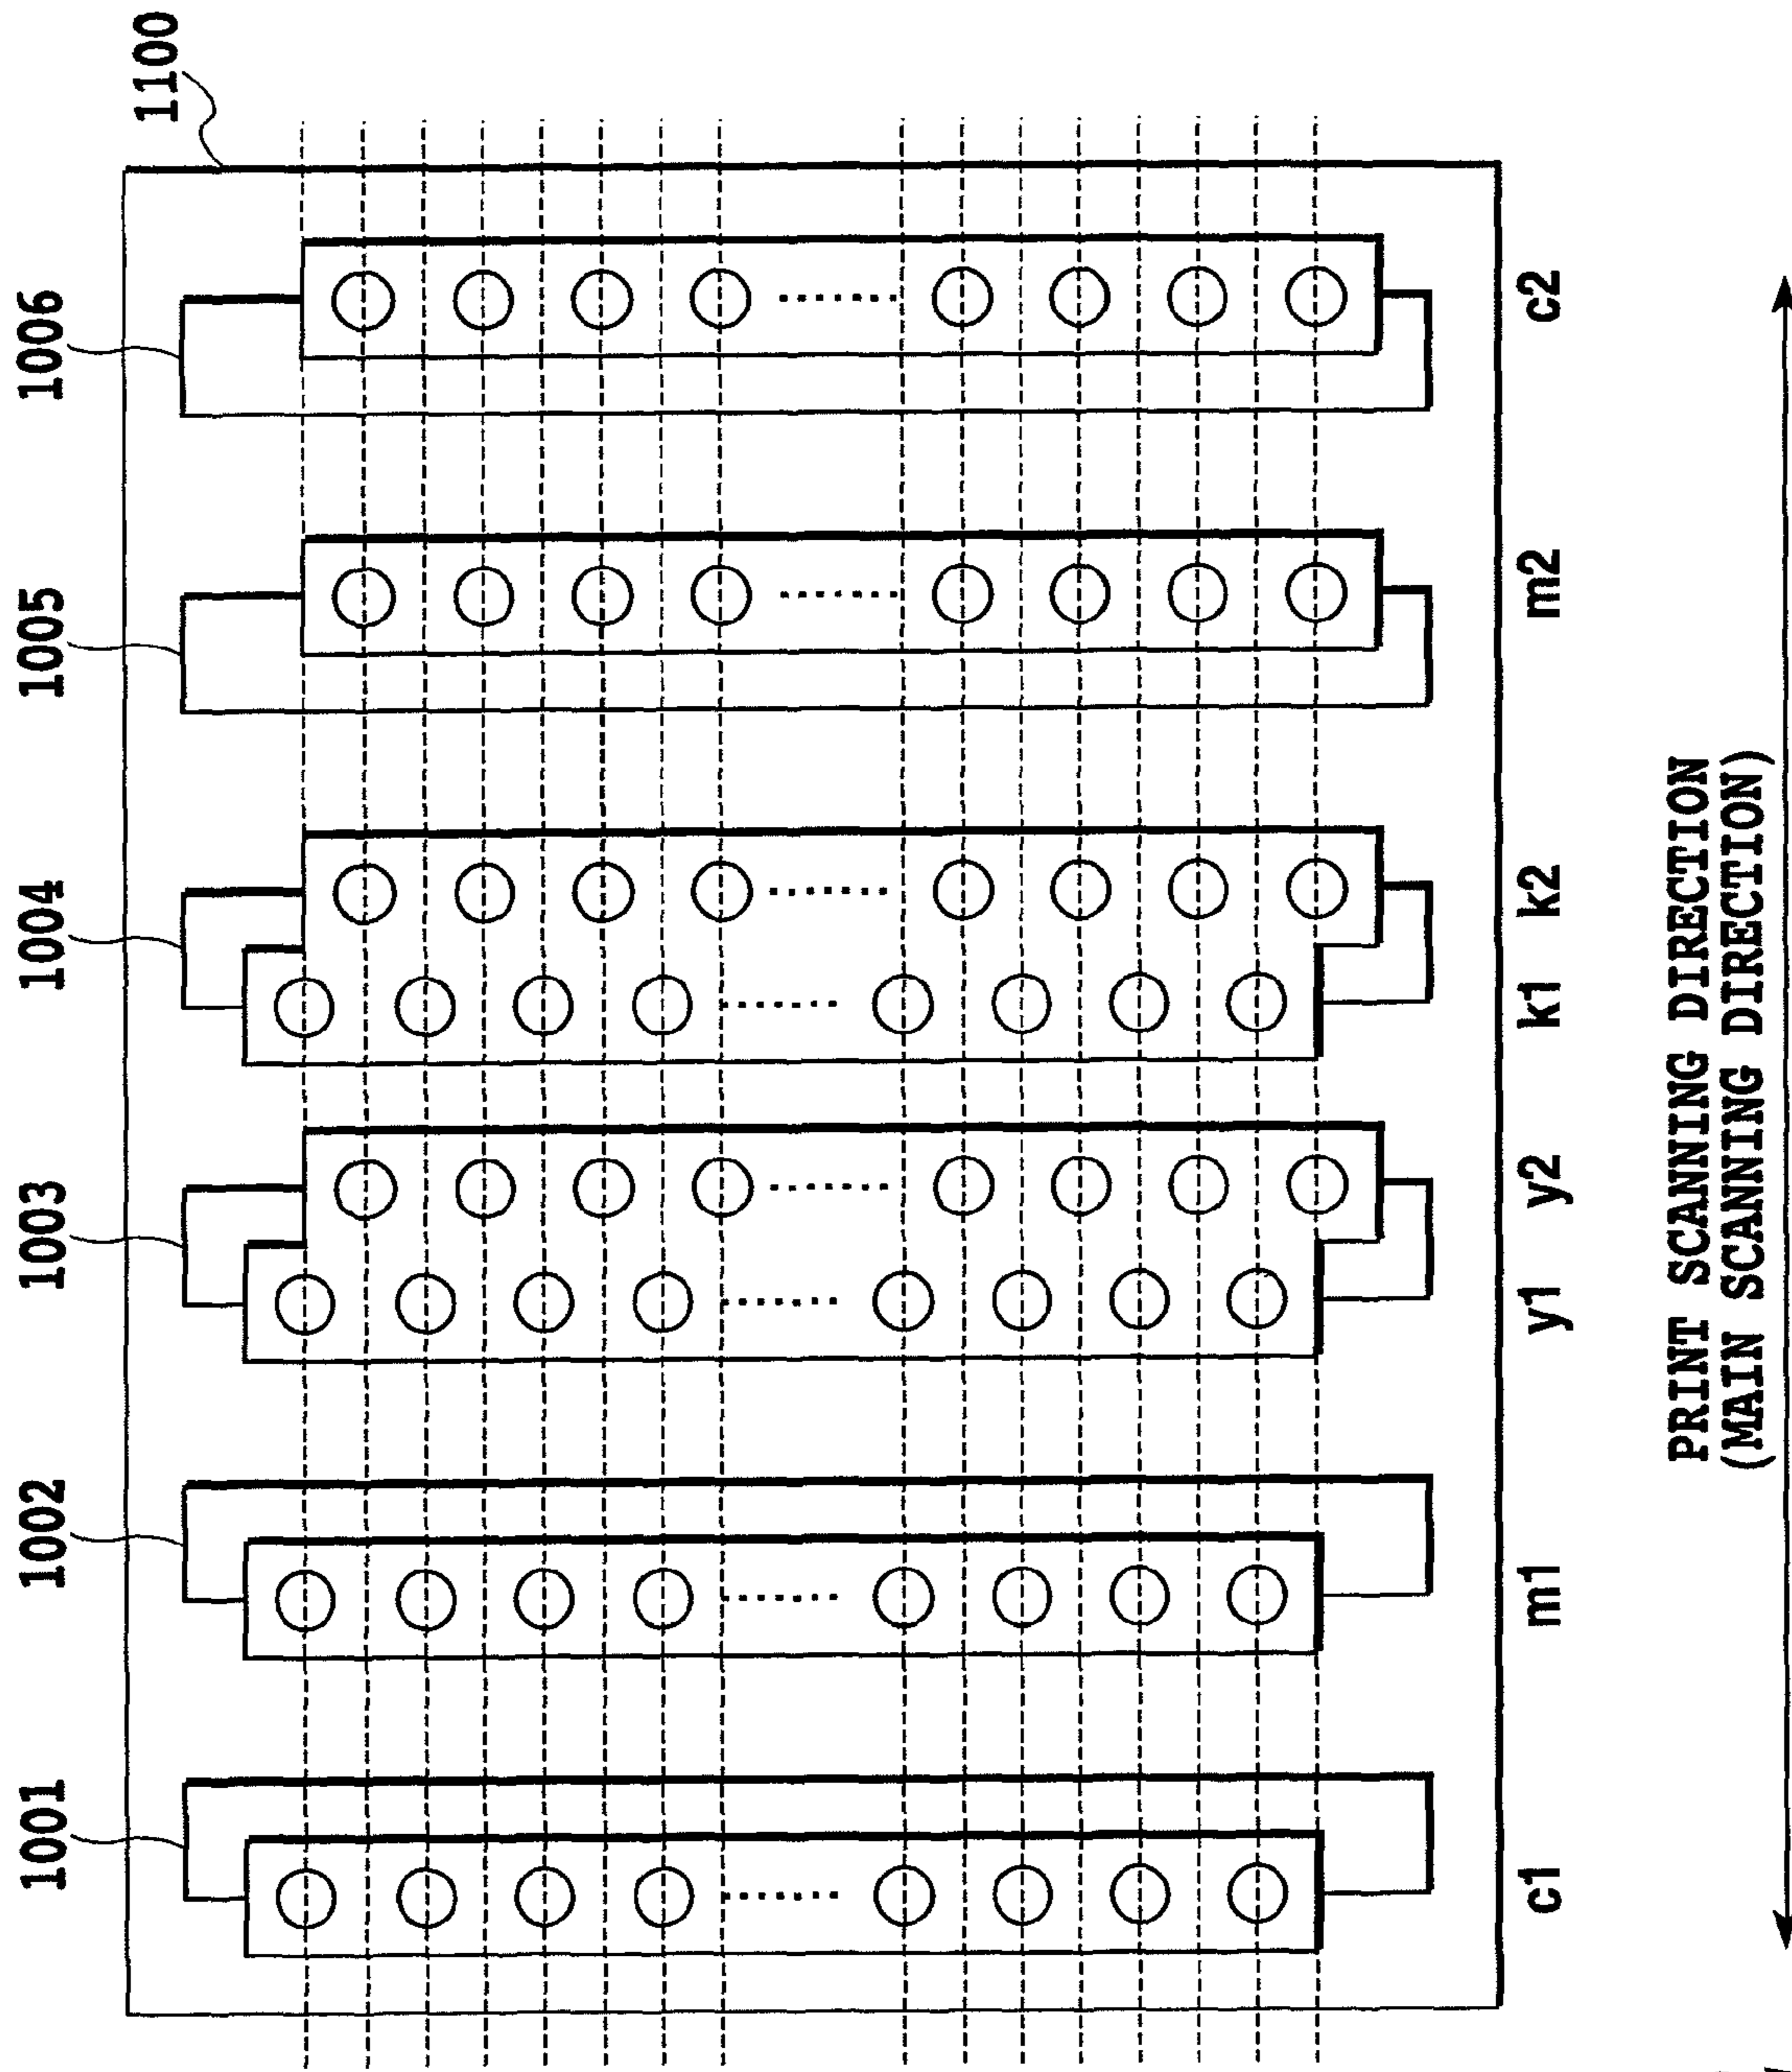 1100
1001
1002
1003
1004
1005
1006
c1
m1
y1
y2
k1
k2
m2
c2
PRINT SCANNING DIRECTION
(MAIN SCANNING DIRECTION)